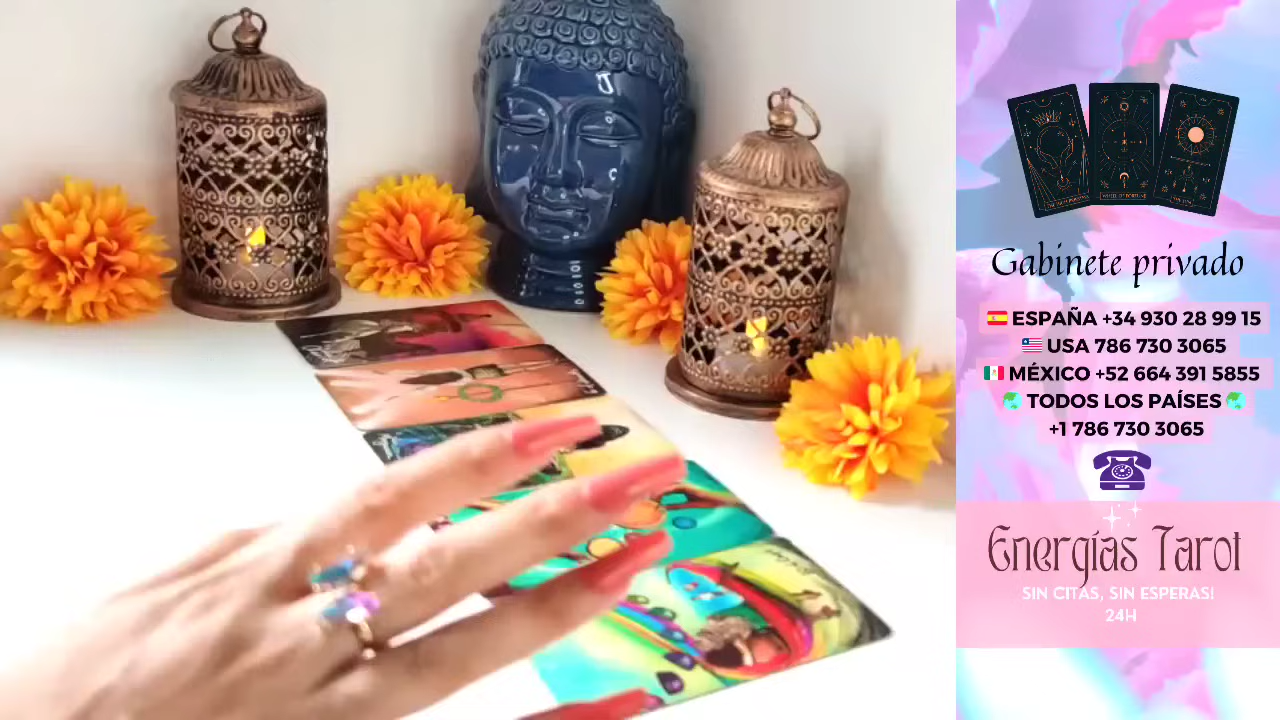 Gabinete privado
ESPAÑA +34 930 28 99 15
USA 786 730 3065
MÉXICO +52 664 391 5855
TODOS LOS PAÍSES
+1 786 730 3065
Energías Tarot
SIN CITAS, SIN ESPERAS!
24H